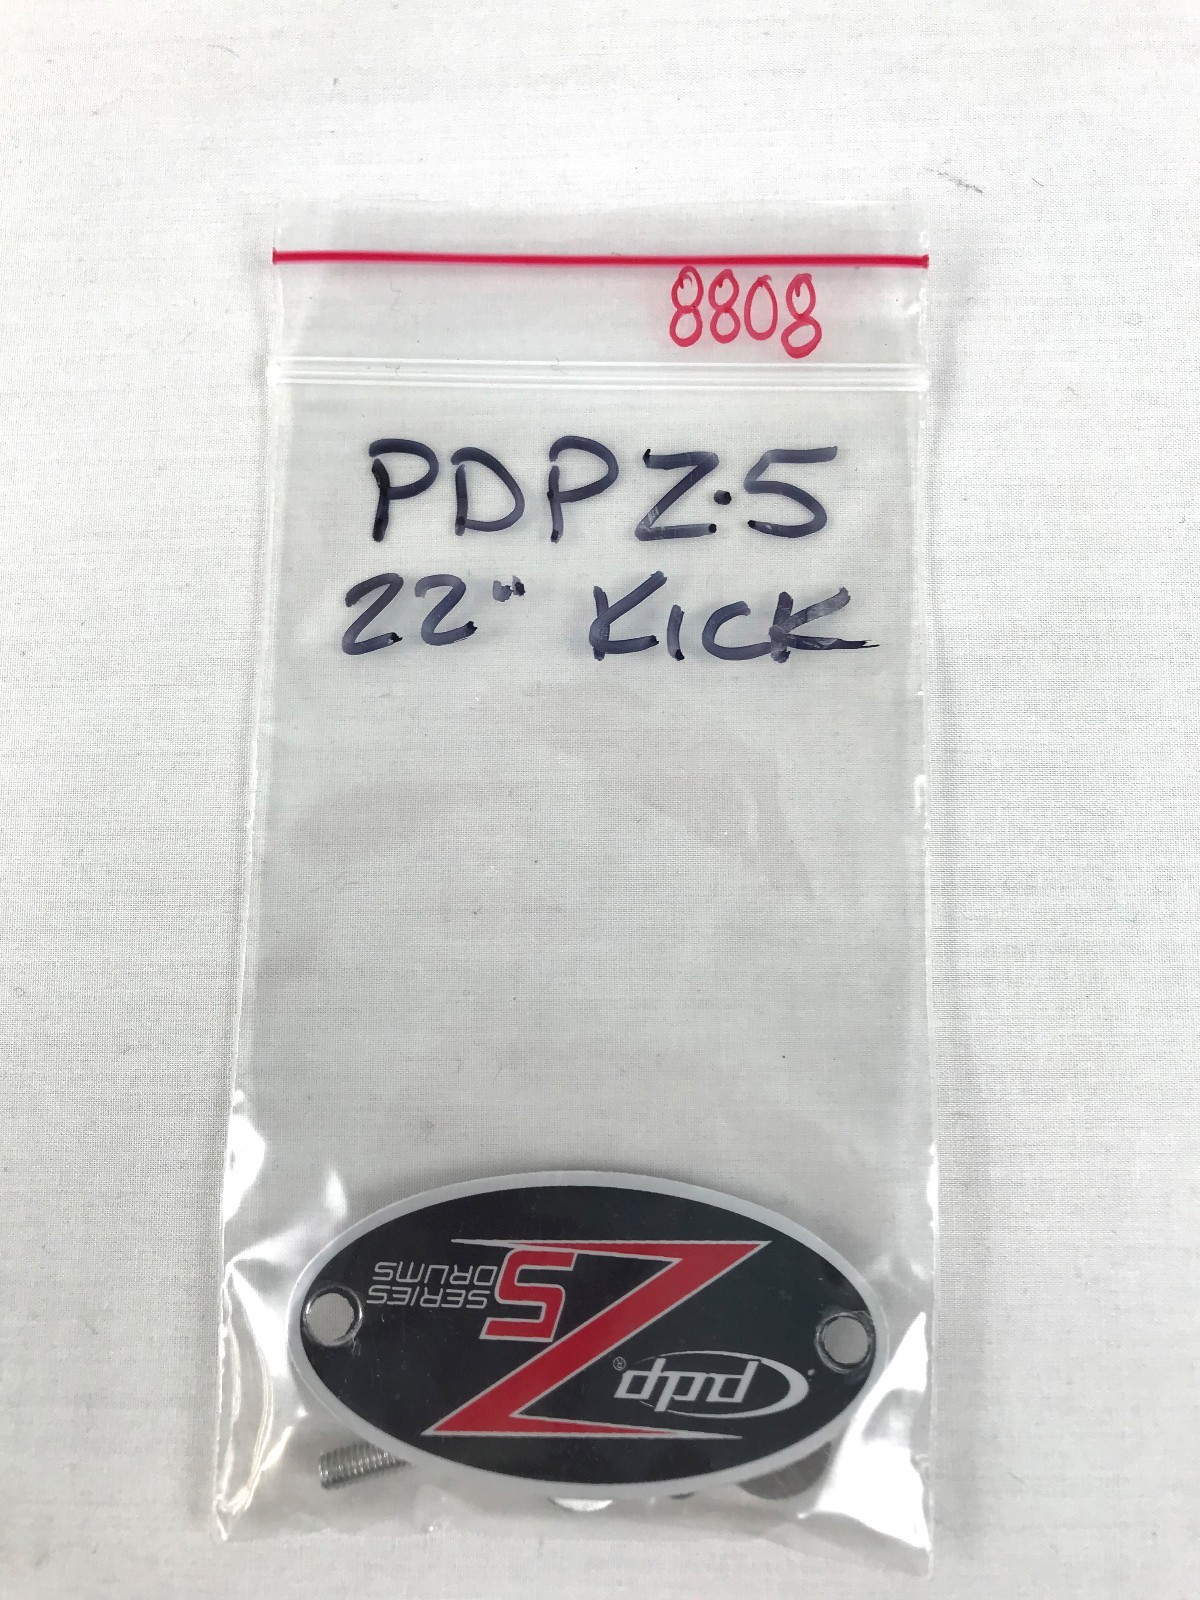 8808
PDP Z·5
22" KICK
pdp®
Z5
SERIES
DRUMS